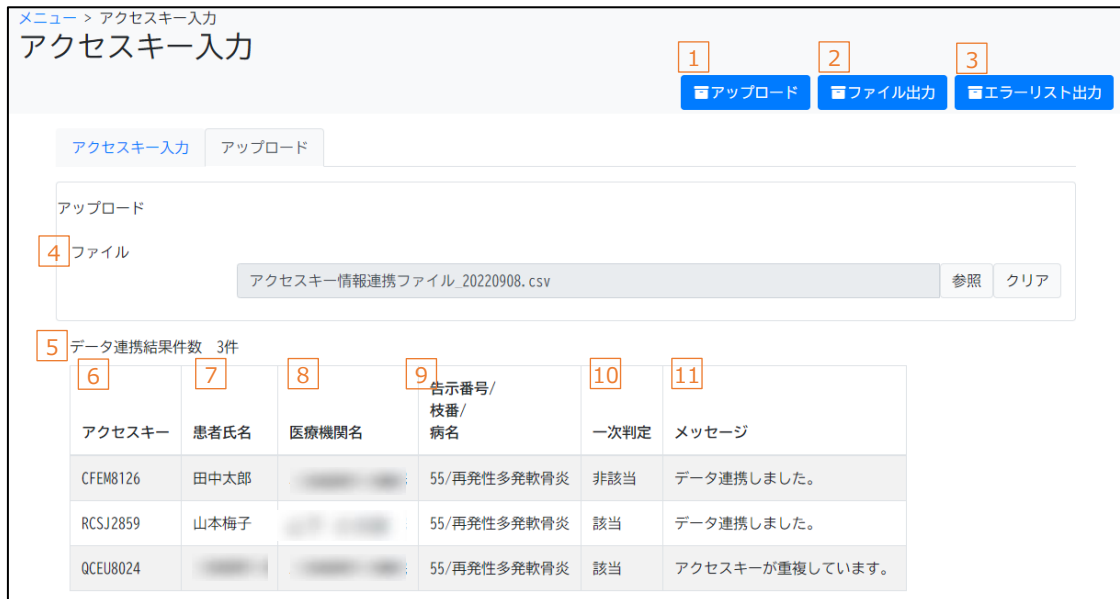 メニュー > アクセスキー入力
アクセスキー入力
1 2 3
アップロード ファイル出力 エラーリスト出力
アクセスキー入力 アップロード
アップロード
4 ファイル
アクセスキー情報連携ファイル_20220908.csv 参照 クリア
5 データ連携結果件数 3件
6 7 8 9 10 11
告示番号/
枝番/
アクセスキー 患者氏名 医療機関名 病名 一次判定 メッセージ
CFEM8126 田中太郎 55/再発性多発軟骨炎 非該当 データ連携しました。
RCSJ2859 山本梅子 55/再発性多発軟骨炎 該当 データ連携しました。
QCEU8024 55/再発性多発軟骨炎 該当 アクセスキーが重複しています。